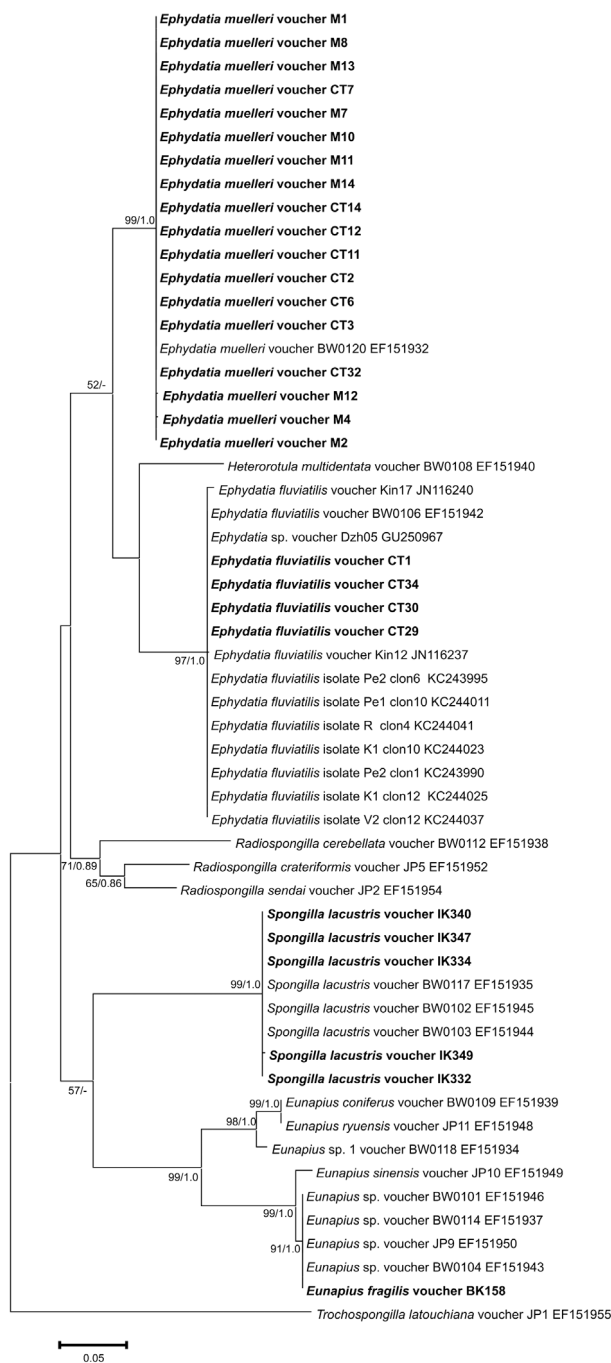 Ephydatia muelleri voucher M1
Ephydatia muelleri voucher M8
Ephydatia muelleri voucher M13
Ephydatia muelleri voucher CT7
Ephydatia muelleri voucher M7
Ephydatia muelleri voucher M10
Ephydatia muelleri voucher M11
Ephydatia muelleri voucher M14
Ephydatia muelleri voucher CT14
99/1.0
Ephydatia muelleri voucher CT12
Ephydatia muelleri voucher CT11
Ephydatia muelleri voucher CT2
Ephydatia muelleri voucher CT6
Ephydatia muelleri voucher CT3
Ephydatia muelleri voucher BW0120 EF151932
Ephydatia muelleri voucher CT32
52/-
Ephydatia muelleri voucher M12
Ephydatia muelleri voucher M4
Ephydatia muelleri voucher M2
Heterorotula multidentata voucher BW0108 EF151940
Ephydatia fluviatilis voucher Kin17 JN116240
Ephydatia fluviatilis voucher BW0106 EF151942
Ephydatia sp. voucher Dzh05 GU250967
Ephydatia fluviatilis voucher CT1
Ephydatia fluviatilis voucher CT34
Ephydatia fluviatilis voucher CT30
Ephydatia fluviatilis voucher CT29
Ephydatia fluviatilis voucher Kin12 JN116237
97/1.0
Ephydatia fluviatilis isolate Pe2 clon6 KC243995
Ephydatia fluviatilis isolate Pe1 clon10 KC244011
Ephydatia fluviatilis isolate R clon4 KC244041
Ephydatia fluviatilis isolate K1 clon10 KC244023
Ephydatia fluviatilis isolate Pe2 clon1 KC243990
Ephydatia fluviatilis isolate K1 clon12 KC244025
Ephydatia fluviatilis isolate V2 clon12 KC244037
Radiospongilla cerebellata voucher BW0112 EF151938
71/0.89
Radiospongilla crateriformis voucher JP5 EF151952
65/0.86
Radiospongilla sendai voucher JP2 EF151954
Spongilla lacustris voucher IK340
Spongilla lacustris voucher IK347
Spongilla lacustris voucher IK334
99/1.0
Spongilla lacustris voucher BW0117 EF151935
Spongilla lacustris voucher BW0102 EF151945
Spongilla lacustris voucher BW0103 EF151944
Spongilla lacustris voucher IK349
Spongilla lacustris voucher IK332
57/-
99/1.0
Eunapius coniferus voucher BW0109 EF151939
98/1.0
Eunapius ryuensis voucher JP11 EF151948
Eunapius sp. 1 voucher BW0118 EF151934
99/1.0
Eunapius sinensis voucher JP10 EF151949
Eunapius sp. voucher BW0101 EF151946
99/1.0
Eunapius sp. voucher BW0114 EF151937
Eunapius sp. voucher JP9 EF151950
91/1.0
Eunapius sp. voucher BW0104 EF151943
Eunapius fragilis voucher BK158
Trochospongilla latouchiana voucher JP1 EF151955
0.05